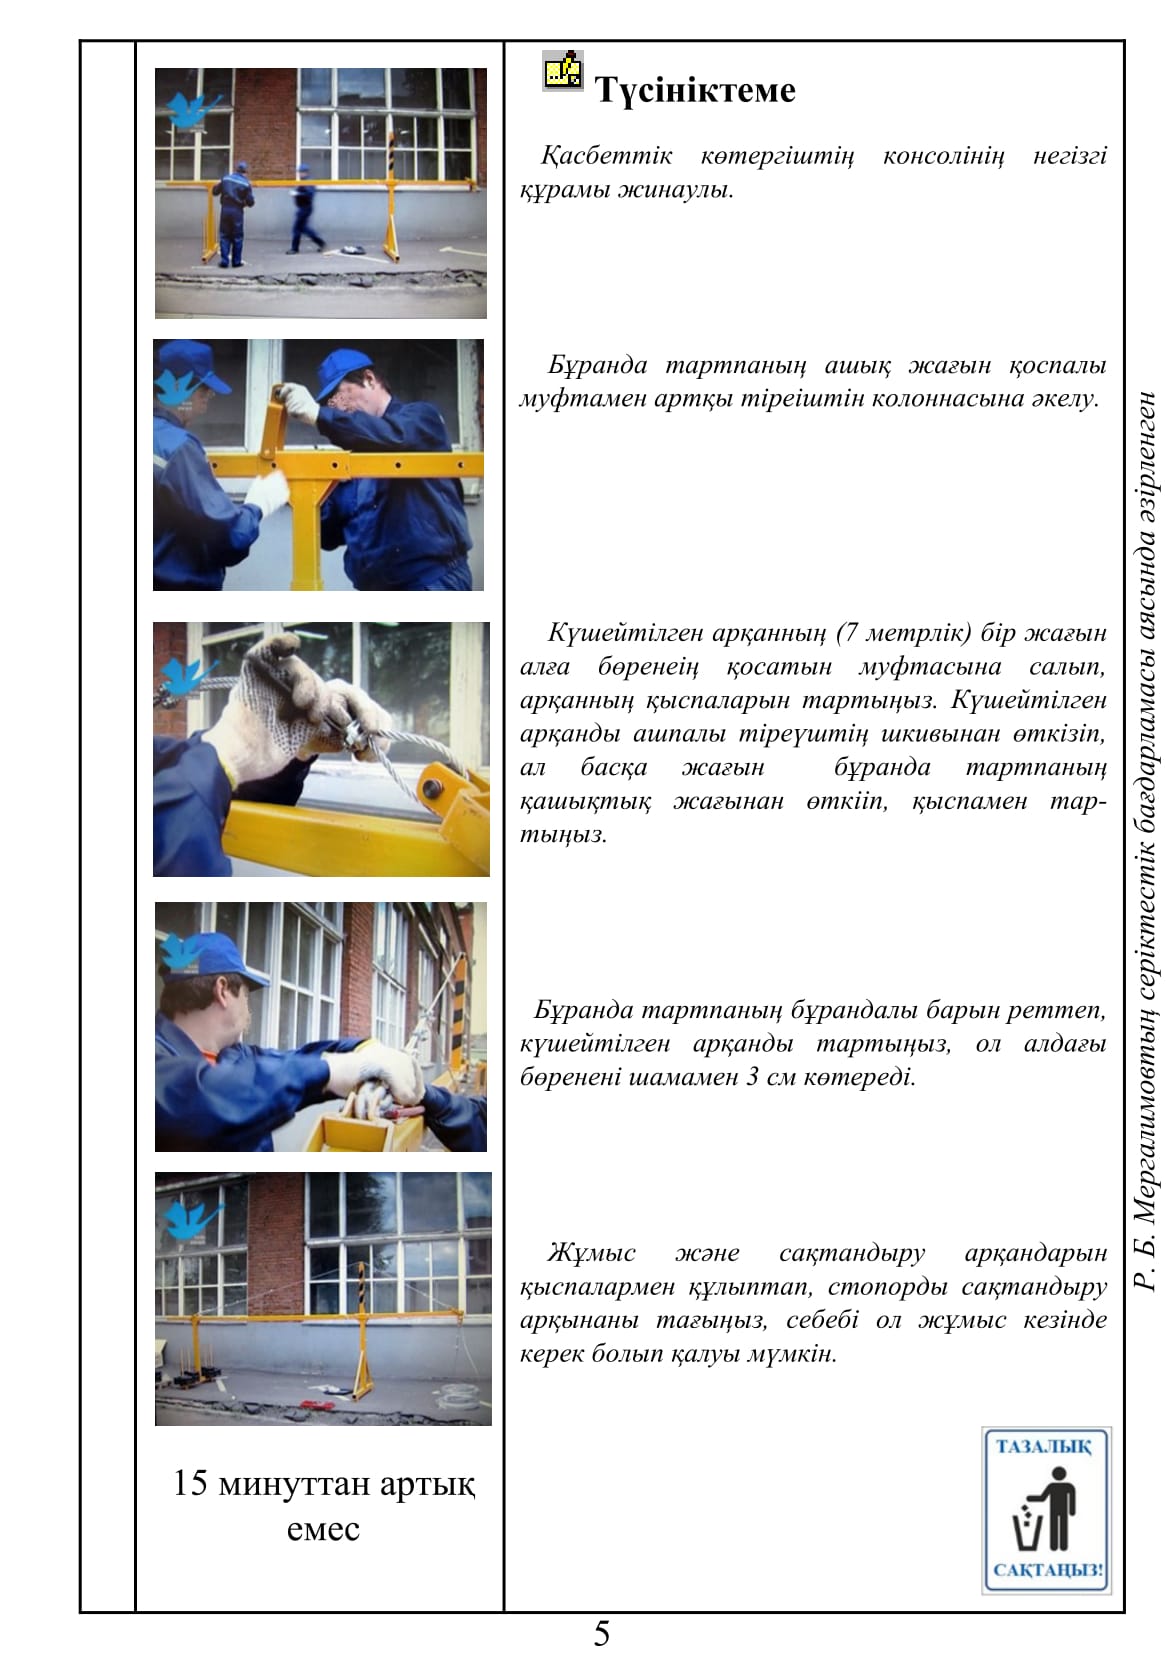 Түсініктеме
Қасбеттік көтергіштің консолінің негізгі
құрамы жинаулы.
Бұранда тартпаның ашық жағын қоспалы
муфтамен артқы тіреіштін колоннасына әкелу.
Күшейтілген арқанның (7 метрлік) бір жағын
алға бөренеің қосатын муфтасына салып,
арқанның қыспаларын тартыңыз. Күшейтілген
арқанды ашпалы тіреүштің шкивынан өткізіп,
ал басқа жағын бұранда тартпаның
қашықтық жағынан өткііп, қыспамен тар-
тыңыз.
Бұранда тартпаның бұрандалы барын реттеп,
күшейтілген арқанды тартыңыз, ол алдағы
бөренені шамамен 3 см көтереді.
Жұмыс және сақтандыру арқандарын
қыспалармен құлыптап, стопорды сақтандыру
арқынаны тағыңыз, себебі ол жұмыс кезінде
керек болып қалуы мүмкін.
15 минуттан артық
емес
ТАЗАЛЫҚ
САҚТАҢЫЗ!
Р. Б. Мергалимовтың серіктестік бағдарламасы аясында әзірленген
5